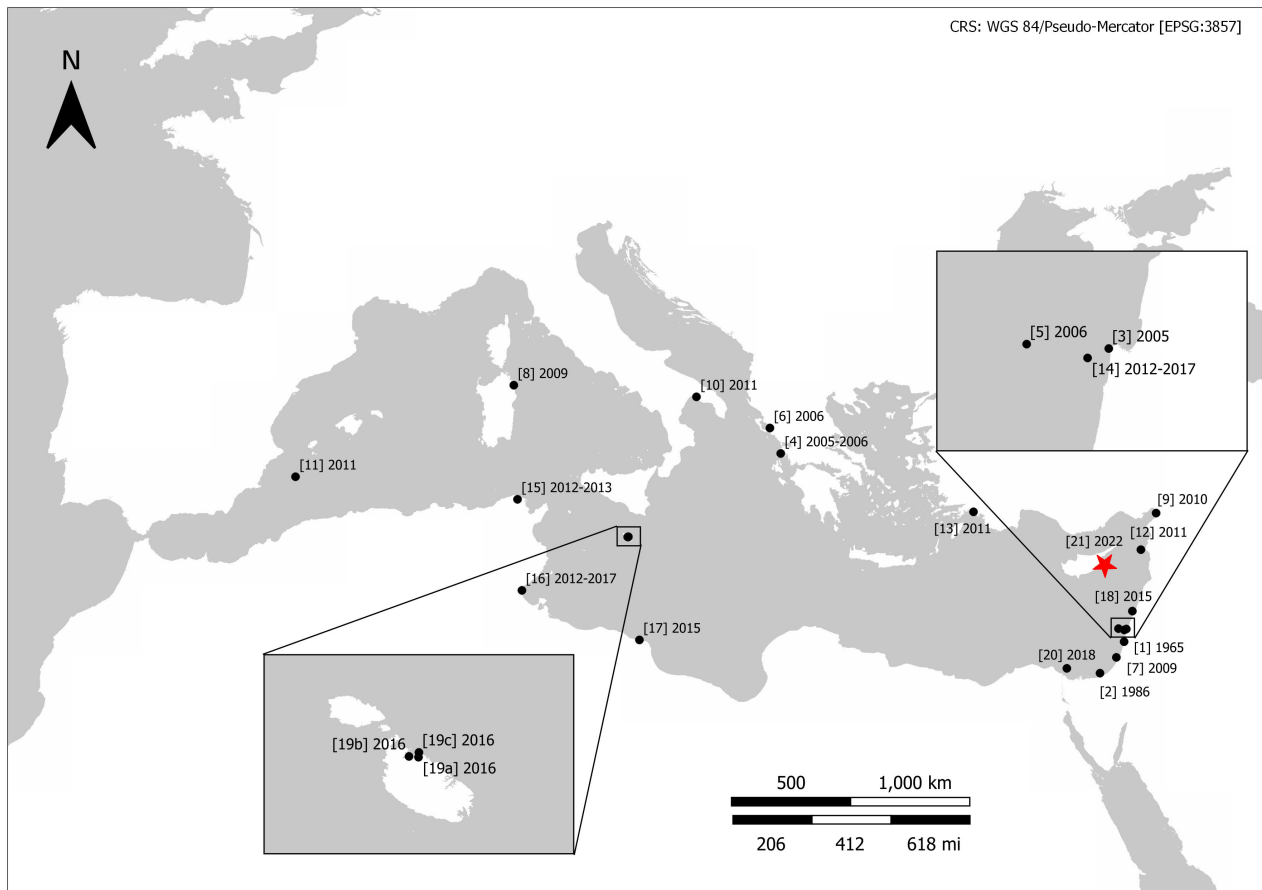 CRS: WGS 84/Pseudo-Mercator [EPSG:3857]
N
[5] 2006
[3] 2005
[14] 2012-2017
[8] 2009
[10] 2011
[6] 2006
[4] 2005-2006
[11] 2011
[15] 2012-2013
[13] 2011
[9] 2010
[12] 2011
[21] 2022
[16] 2012-2017
[18] 2015
[17] 2015
[1] 1965
[20] 2018
[7] 2009
[2] 1986
[19b] 2016
[19c] 2016
[19a] 2016
500 1,000 km
206 412 618 mi